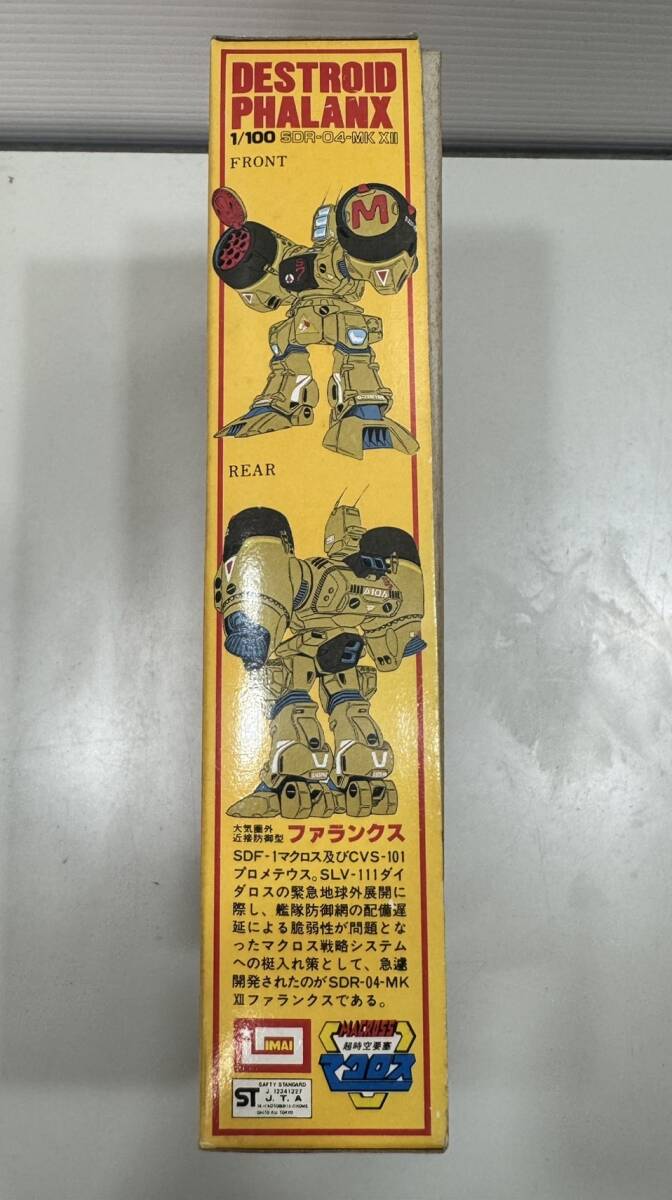 DESTROID
PHALANX
1/100 SDR-04-MK XII
FRONT
M
REAR
大気圏外
近接防御型 ファランクス
SDF-1マクロス及びCVS-101
プロメテウス。SLV-111ダイ
ダロスの緊急地球外展開に
際し、艦隊防御網の配備遅
延による脆弱性が問題とな
ったマクロス戦略システム
への梃入れ策として、急遽
開発されたのがSDR-04-MK
XIIファランクスである。
IMAI
MACROSS
超時空要塞
マクロス
SAFTY STANDARD
ST J 12341227
J.T.A